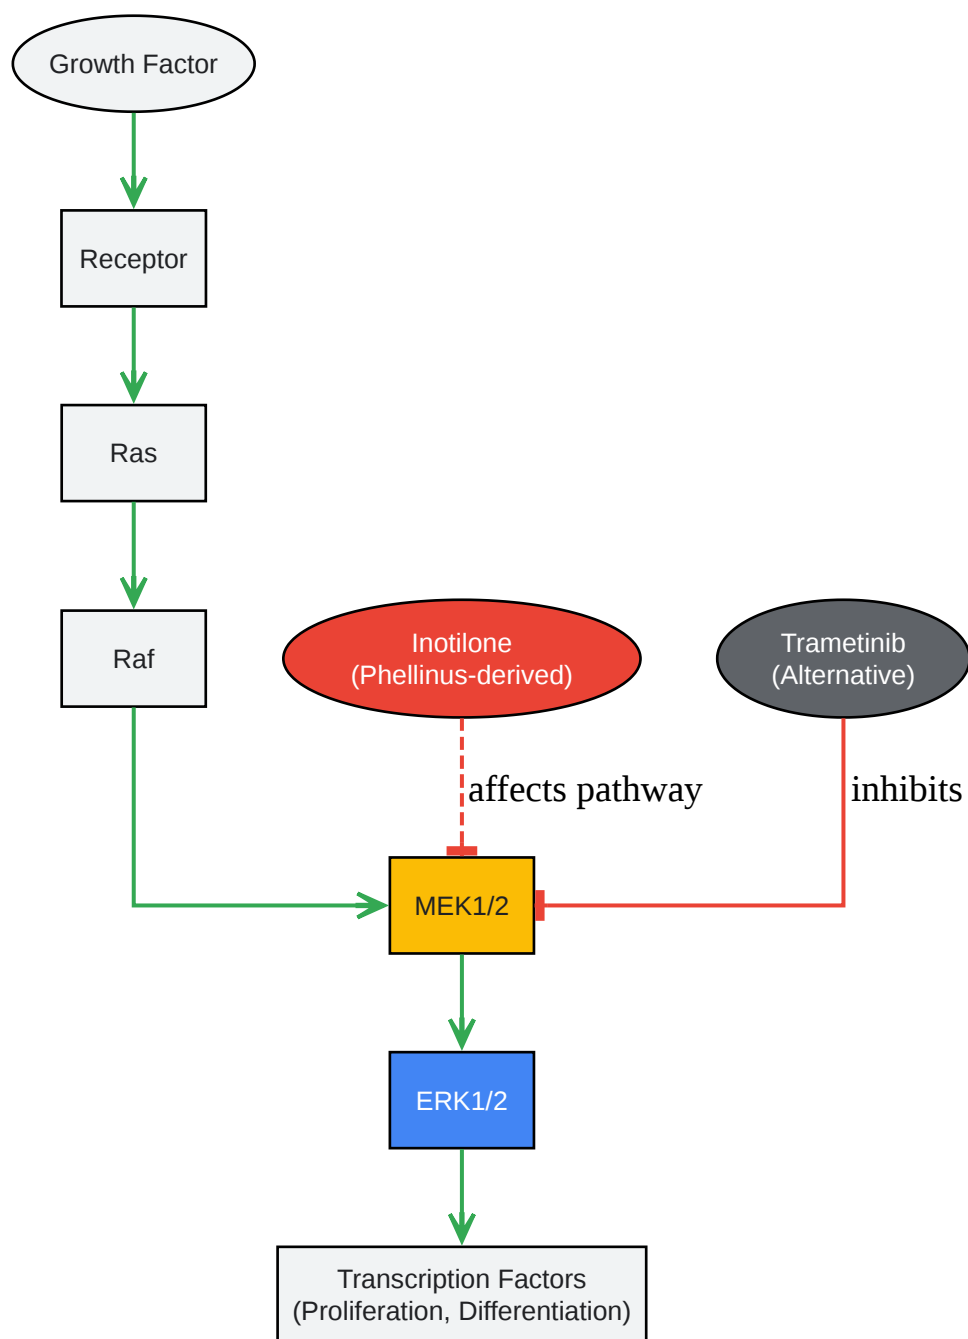 Growth Factor
Receptor
Ras
Raf
Inotilone
(Phellinus-derived)
Trametinib
(Alternative)
affects pathway
inhibits
MEK1/2
ERK1/2
Transcription Factors
(Proliferation, Differentiation)